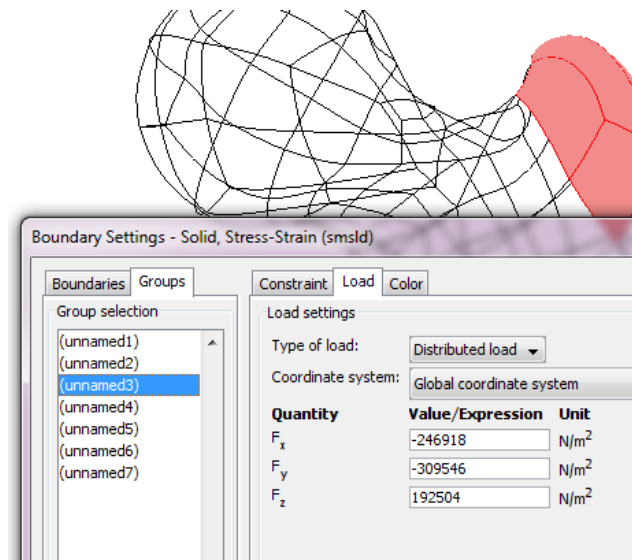 Boundary Settings - Solid, Stress-Strain (smsld)
Boundaries Groups
Group selection
(unnamed1)
(unnamed2)
(unnamed3)
(unnamed4)
(unnamed5)
(unnamed6)
(unnamed7)
Constraint Load Color
Load settings
Type of load: Distributed load
Coordinate system: Global coordinate system
Quantity Value/Expression Unit
Fx -246918 N/m²
Fy -309546 N/m²
Fz 192504 N/m²